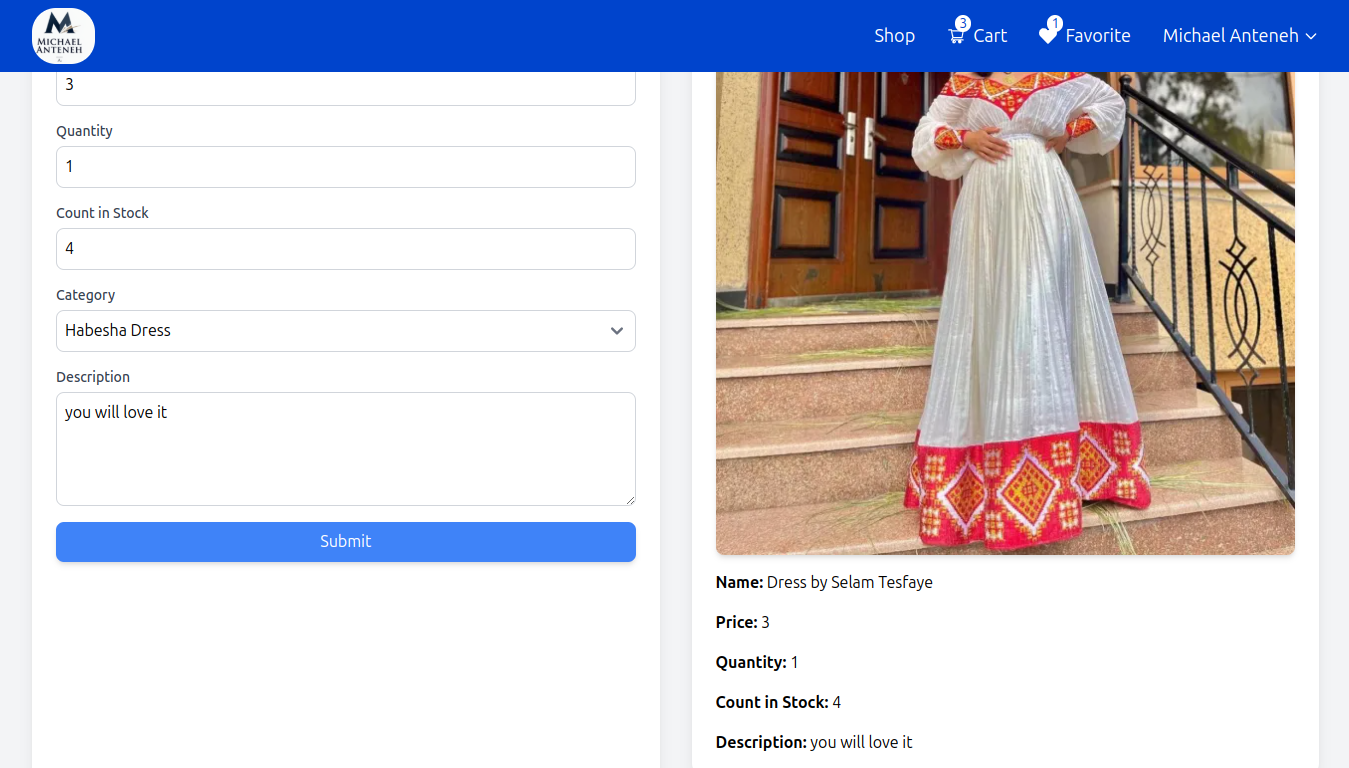 MICHAEL
ANTENEH
Shop
3
Cart
1
Favorite
Michael Anteneh
3
Quantity
1
Count in Stock
4
Category
Habesha Dress
Description
you will love it
Submit
Name: Dress by Selam Tesfaye
Price: 3
Quantity: 1
Count in Stock: 4
Description: you will love it